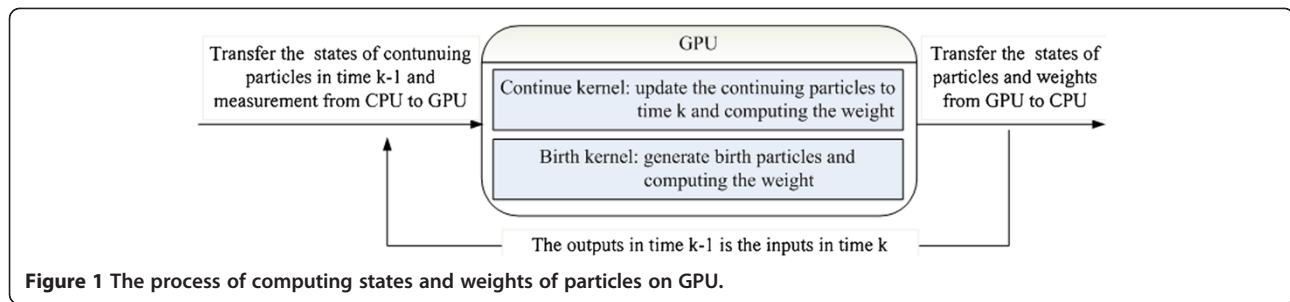 Transfer the states of contunuing
particles in time k-1 and
measurement from CPU to GPU
GPU
Continue kernel: update the continuing particles to
time k and computing the weight
Birth kernel: generate birth particles and
computing the weight
Transfer the states of
particles and weights
from GPU to CPU
The outputs in time k-1 is the inputs in time k
Figure 1 The process of computing states and weights of particles on GPU.